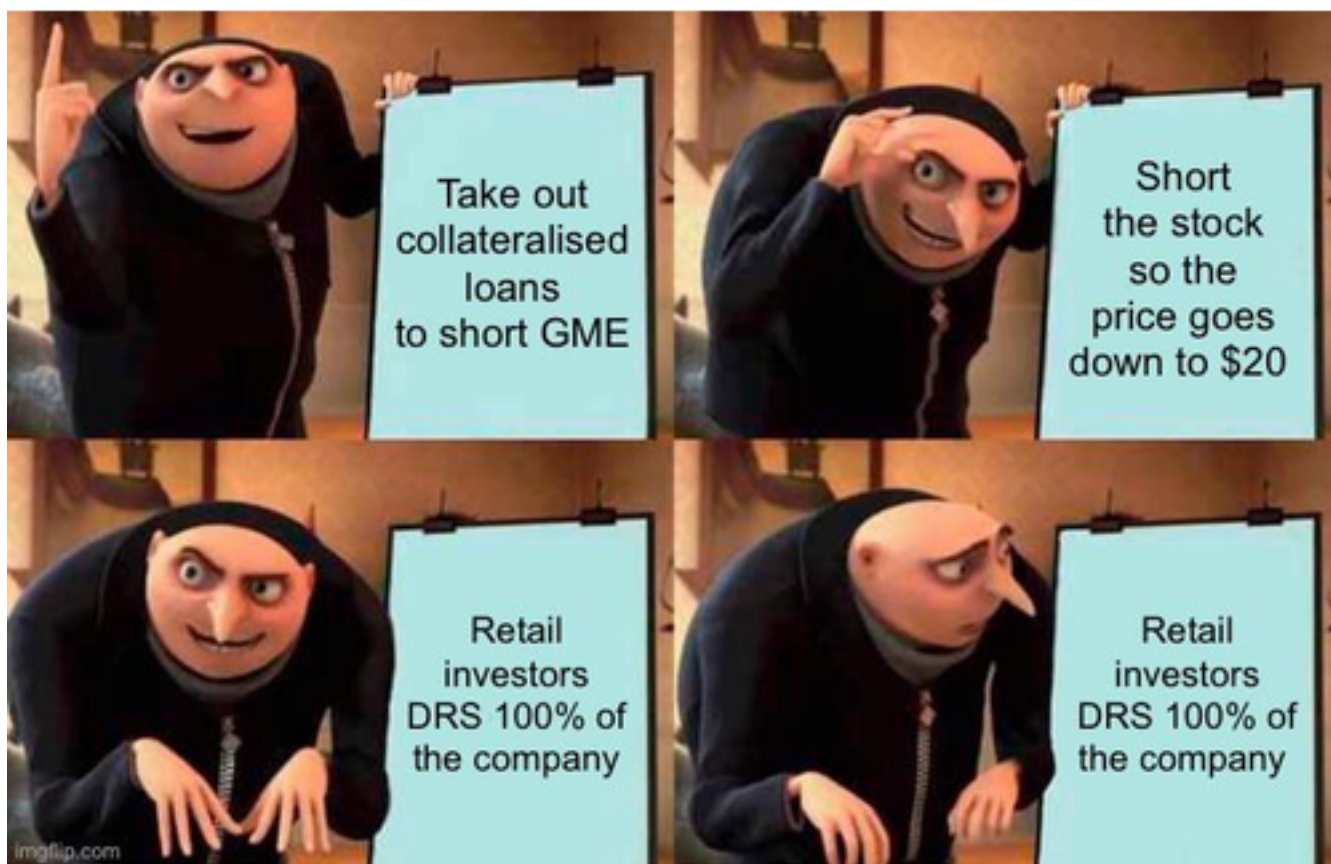 Take out
collateralised
loans
to short GME
Short
the stock
so the
price goes
down to $20
Retail
investors
DRS 100% of
the company
Retail
investors
DRS 100% of
the company
imgflip.com